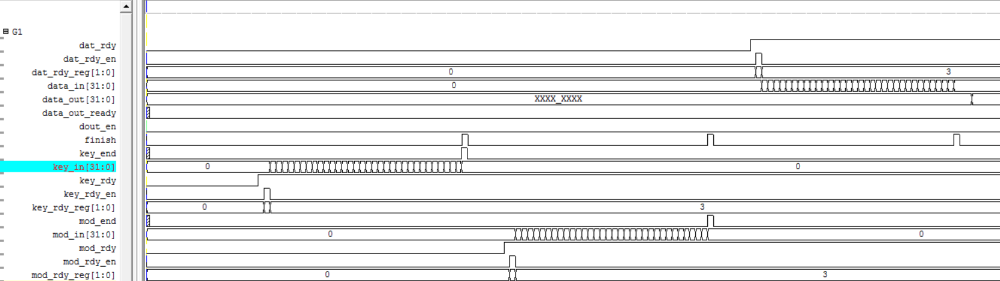 G1
dat_rdy
dat_rdy_en
dat_rdy_reg[1:0] 0 3
data_in[31:0] 0
data_out[31:0] XXXX_XXXX
data_out_ready
dout_en
finish
key_end
key_in[31:0] 0 0
key_rdy
key_rdy_en
key_rdy_reg[1:0] 0 3
mod_end
mod_in[31:0] 0 0
mod_rdy
mod_rdy_en
mod_rdy_reg[1:0] 0 3